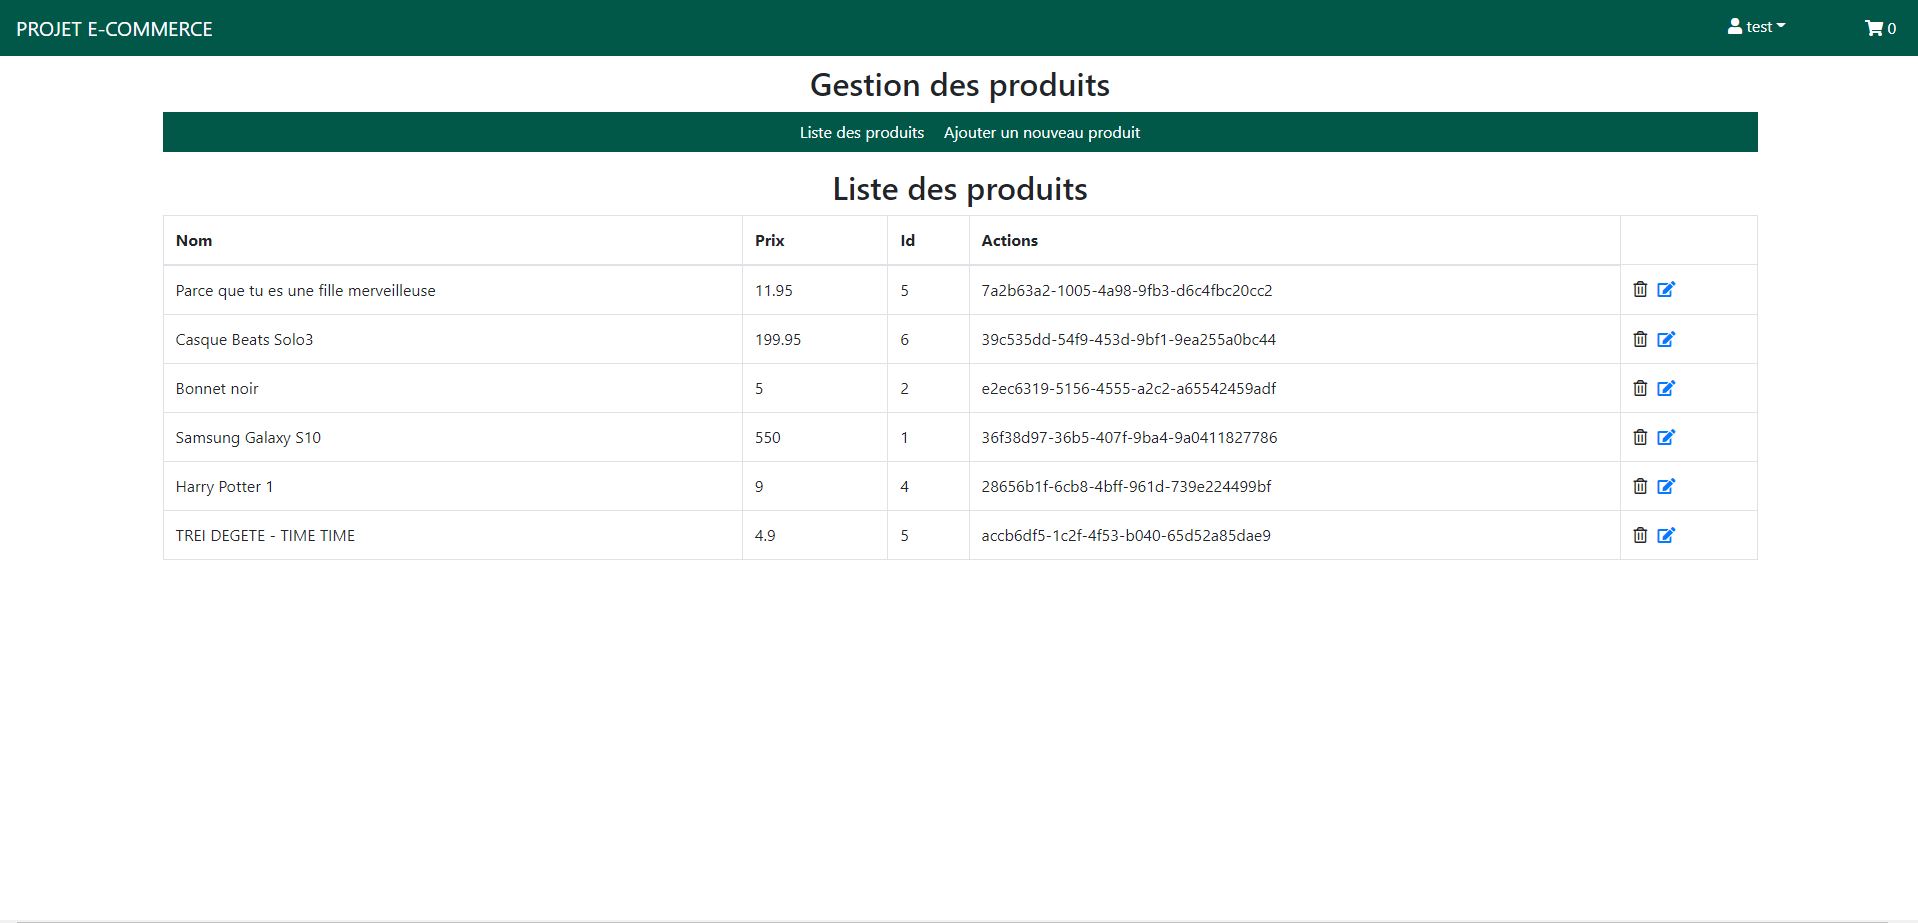 PROJET E-COMMERCE test 0
Gestion des produits
Liste des produits Ajouter un nouveau produit
Liste des produits
Nom Prix Id Actions
Parce que tu es une fille merveilleuse 11.95 5 7a2b63a2-1005-4a98-9fb3-d6c4fbc20cc2
Casque Beats Solo3 199.95 6 39c535dd-54f9-453d-9bf1-9ea255a0bc44
Bonnet noir 5 2 e2ec6319-5156-4555-a2c2-a65542459adf
Samsung Galaxy S10 550 1 36f38d97-36b5-407f-9ba4-9a0411827786
Harry Potter 1 9 4 28656b1f-6cb8-4bff-961d-739e224499bf
TREI DEGETE - TIME TIME 4.9 5 accb6df5-1c2f-4f53-b040-65d52a85dae9